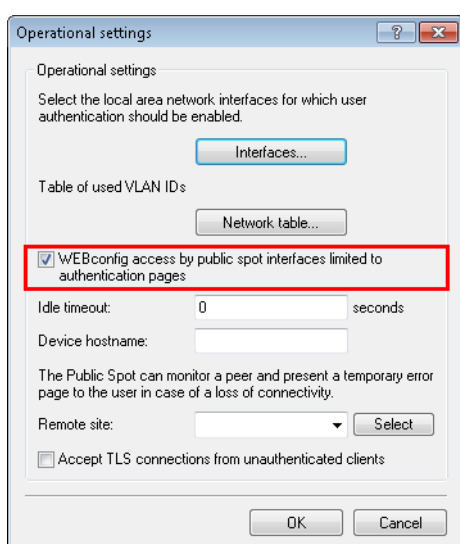 Operational settings
Operational settings
Select the local area network interfaces for which user
authentication should be enabled.
Interfaces...
Table of used VLAN IDs
Network table...
WEBconfig access by public spot interfaces limited to
authentication pages
Idle timeout: 0 seconds
Device hostname:
The Public Spot can monitor a peer and present a temporary error
page to the user in case of a loss of connectivity.
Remote site: Select
Accept TLS connections from unauthenticated clients
OK Cancel